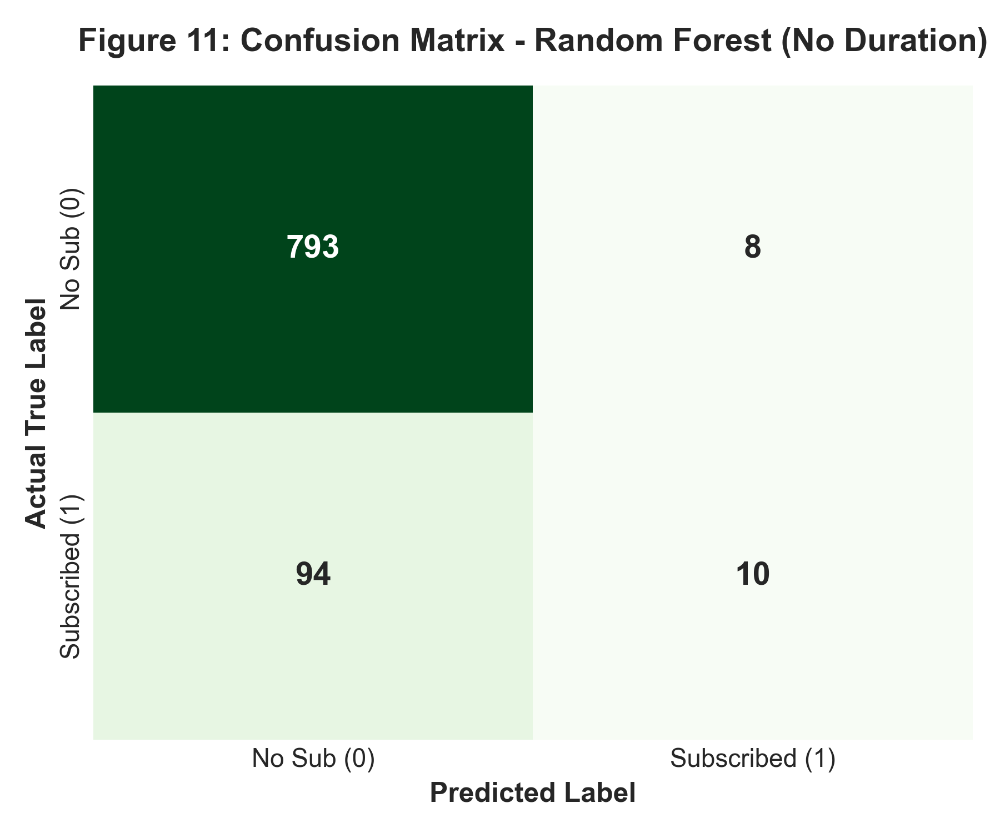 Figure 11: Confusion Matrix - Random Forest (No Duration)
Actual True Label
No Sub (0)
793
8
Subscribed (1)
94
10
No Sub (0)
Subscribed (1)
Predicted Label